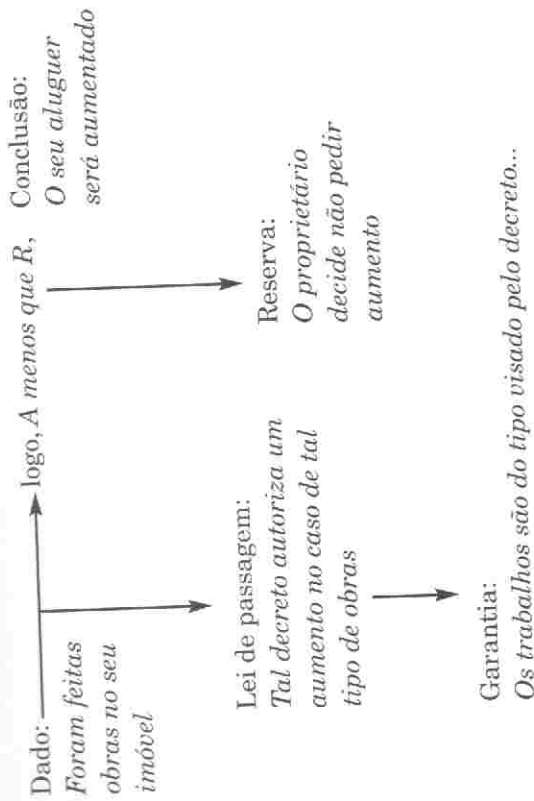 Dado:
Foram feitas
obras no seu
imóvel
logo, A menos que R,
Conclusão:
O seu aluguer
será aumentado
Lei de passagem:
Tal decreto autoriza um
aumento no caso de tal
tipo de obras
Reserva:
O proprietário
decide não pedir
aumento
Garantia:
Os trabalhos são do tipo visado pelo decreto...